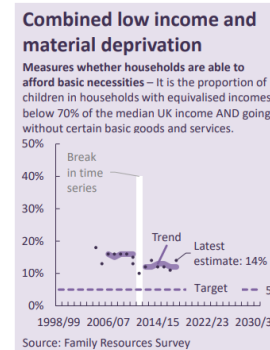 Combined low income and
material deprivation
Measures whether households are able to
afford basic necessities – It is the proportion of
children in households with equivalised incomes
below 70% of the median UK income AND going
without certain basic goods and services.
50%
Break
in time
series
40%
30%
20%
Trend
Latest
estimate: 14%
10%
Target
5
0%
1998/99 2006/07 2014/15 2022/23 2030/3
Source: Family Resources Survey